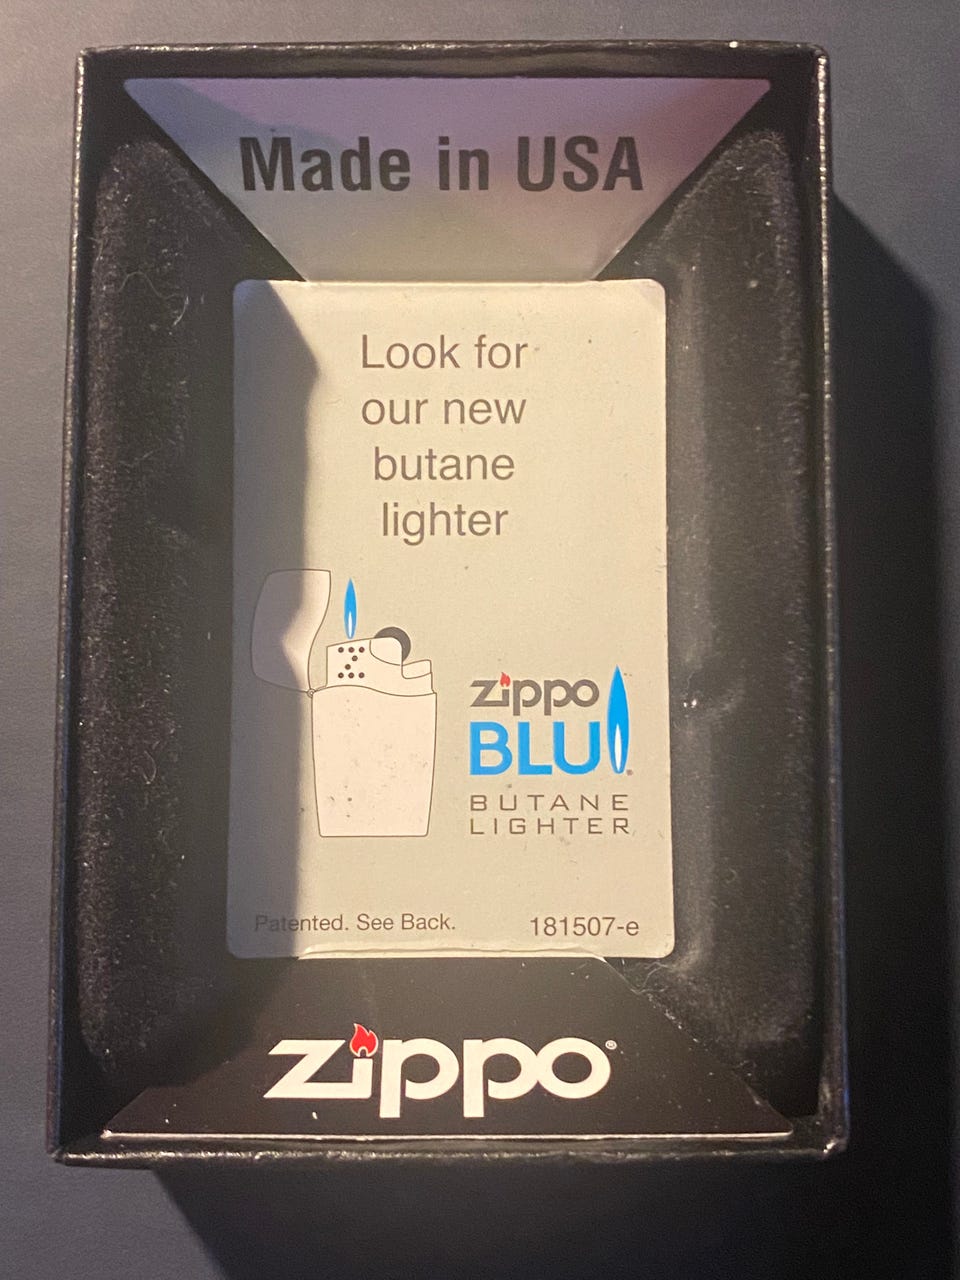 Made in USA
Look for
our new
butane
lighter
zippo
BLU
BUTANE
LIGHTER
Patented. See Back.
181507-e
zippo®